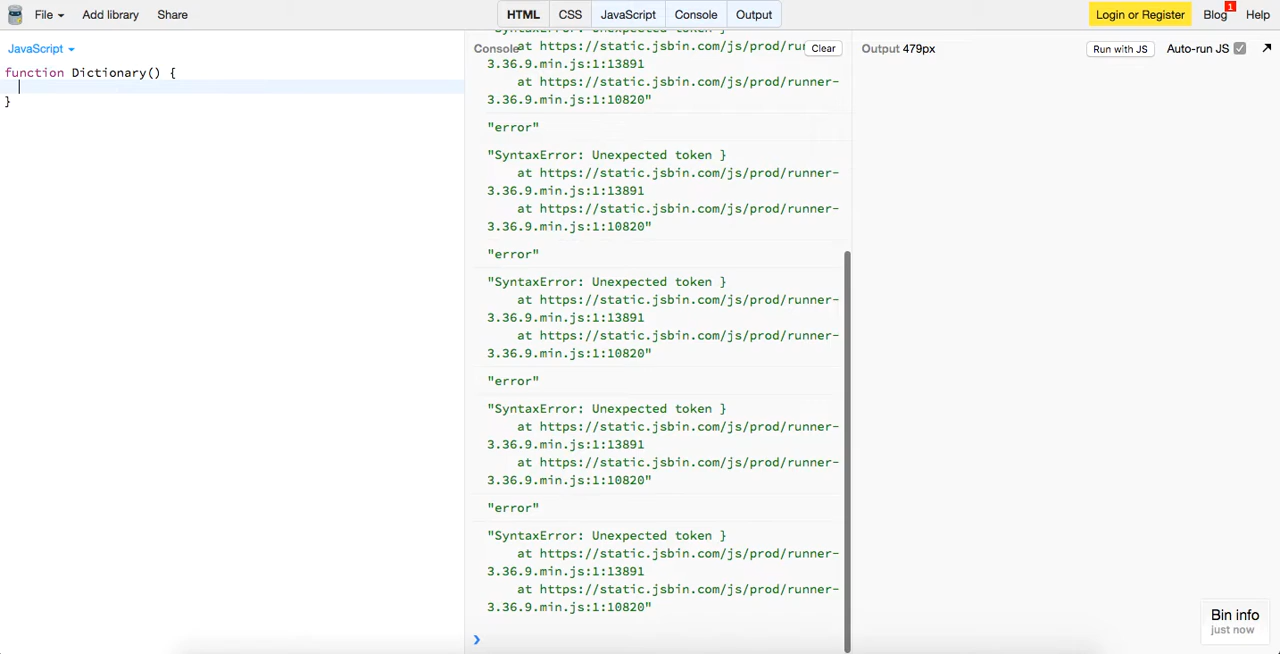 File Add library Share HTML CSS JavaScript Console Output Login or Register Blog 1 Help
JavaScript
function Dictionary() {
}
Console Clear
"SyntaxError: Unexpected token }
at https://static.jsbin.com/js/prod/run
3.36.9.min.js:1:13891
at https://static.jsbin.com/js/prod/runner-
3.36.9.min.js:1:10820"
"error"
"SyntaxError: Unexpected token }
at https://static.jsbin.com/js/prod/runner-
3.36.9.min.js:1:13891
at https://static.jsbin.com/js/prod/runner-
3.36.9.min.js:1:10820"
"error"
"SyntaxError: Unexpected token }
at https://static.jsbin.com/js/prod/runner-
3.36.9.min.js:1:13891
at https://static.jsbin.com/js/prod/runner-
3.36.9.min.js:1:10820"
"error"
"SyntaxError: Unexpected token }
at https://static.jsbin.com/js/prod/runner-
3.36.9.min.js:1:13891
at https://static.jsbin.com/js/prod/runner-
3.36.9.min.js:1:10820"
"error"
"SyntaxError: Unexpected token }
at https://static.jsbin.com/js/prod/runner-
3.36.9.min.js:1:13891
at https://static.jsbin.com/js/prod/runner-
3.36.9.min.js:1:10820"
Output 479px Run with JS Auto-run JS
Bin info
just now